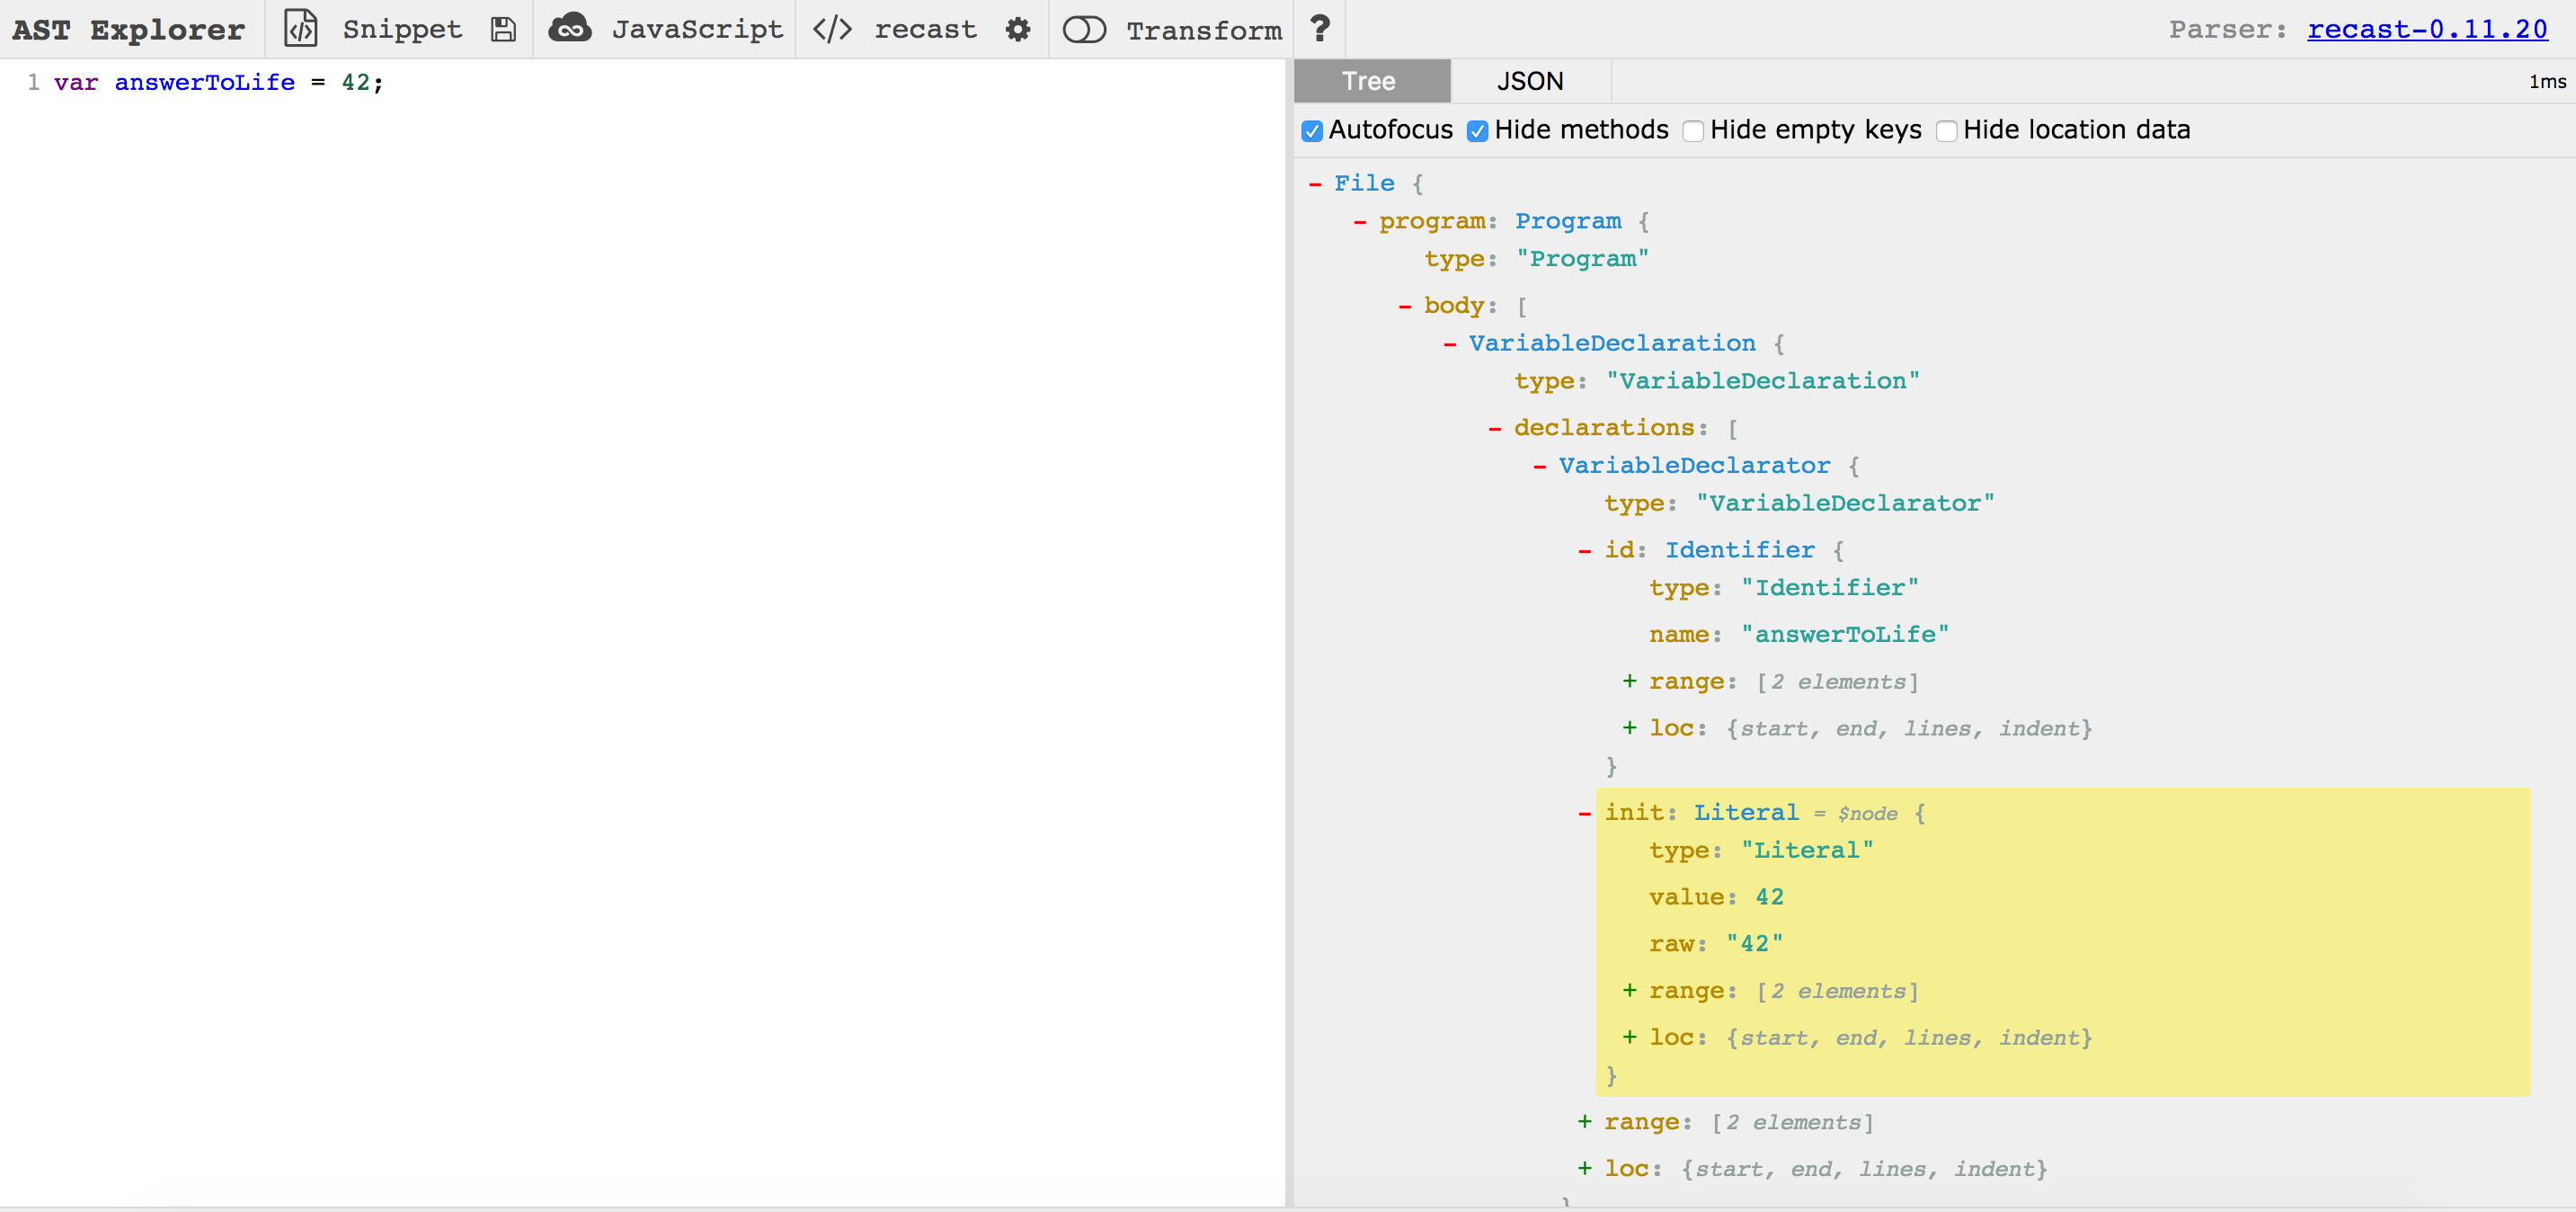 AST Explorer Snippet JavaScript </> recast Transform ? Parser: recast-0.11.20
1 var answerToLife = 42;
Tree JSON 1ms
Autofocus Hide methods Hide empty keys Hide location data
- File {
- program: Program {
type: "Program"
- body: [
- VariableDeclaration {
type: "VariableDeclaration"
- declarations: [
- VariableDeclarator {
type: "VariableDeclarator"
- id: Identifier {
type: "Identifier"
name: "answerToLife"
+ range: [2 elements]
+ loc: {start, end, lines, indent}
}
- init: Literal = $node {
type: "Literal"
value: 42
raw: "42"
+ range: [2 elements]
+ loc: {start, end, lines, indent}
}
+ range: [2 elements]
+ loc: {start, end, lines, indent}
}